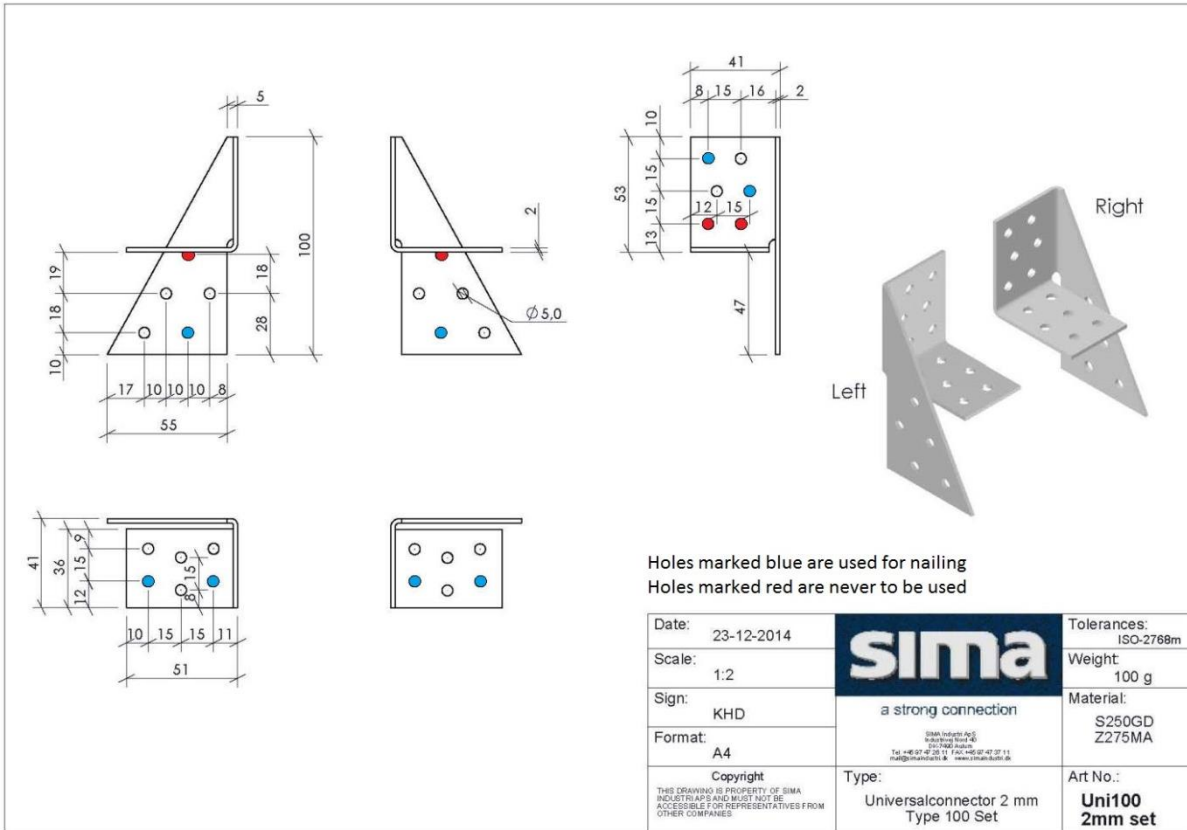 5
100
2
19
18
10
18
28
17 10 10 10 8
55
Ø5,0
41
8 15 16 2
10
15
15
13
53
12 15
47
Right
Left
41
36
9
15
12
15
8
10 15 15 11
51
Holes marked blue are used for nailing
Holes marked red are never to be used
Date:
23-12-2014
Scale:
1:2
Sign:
KHD
Format:
A4
Copyright
THIS DRAWING IS PROPERTY OF SIMA
INDUSTRI APS AND MUST NOT BE
ACCESSIBLE FOR REPRESENTATIVES FROM
OTHER COMPANIES
sima
a strong connection
SIMA Industri ApS
Type:
Universalconnector 2 mm
Type 100 Set
Tolerances:
ISO-2768m
Weight:
100 g
Material:
S250GD
Z275MA
Art No.:
Uni100
2mm set